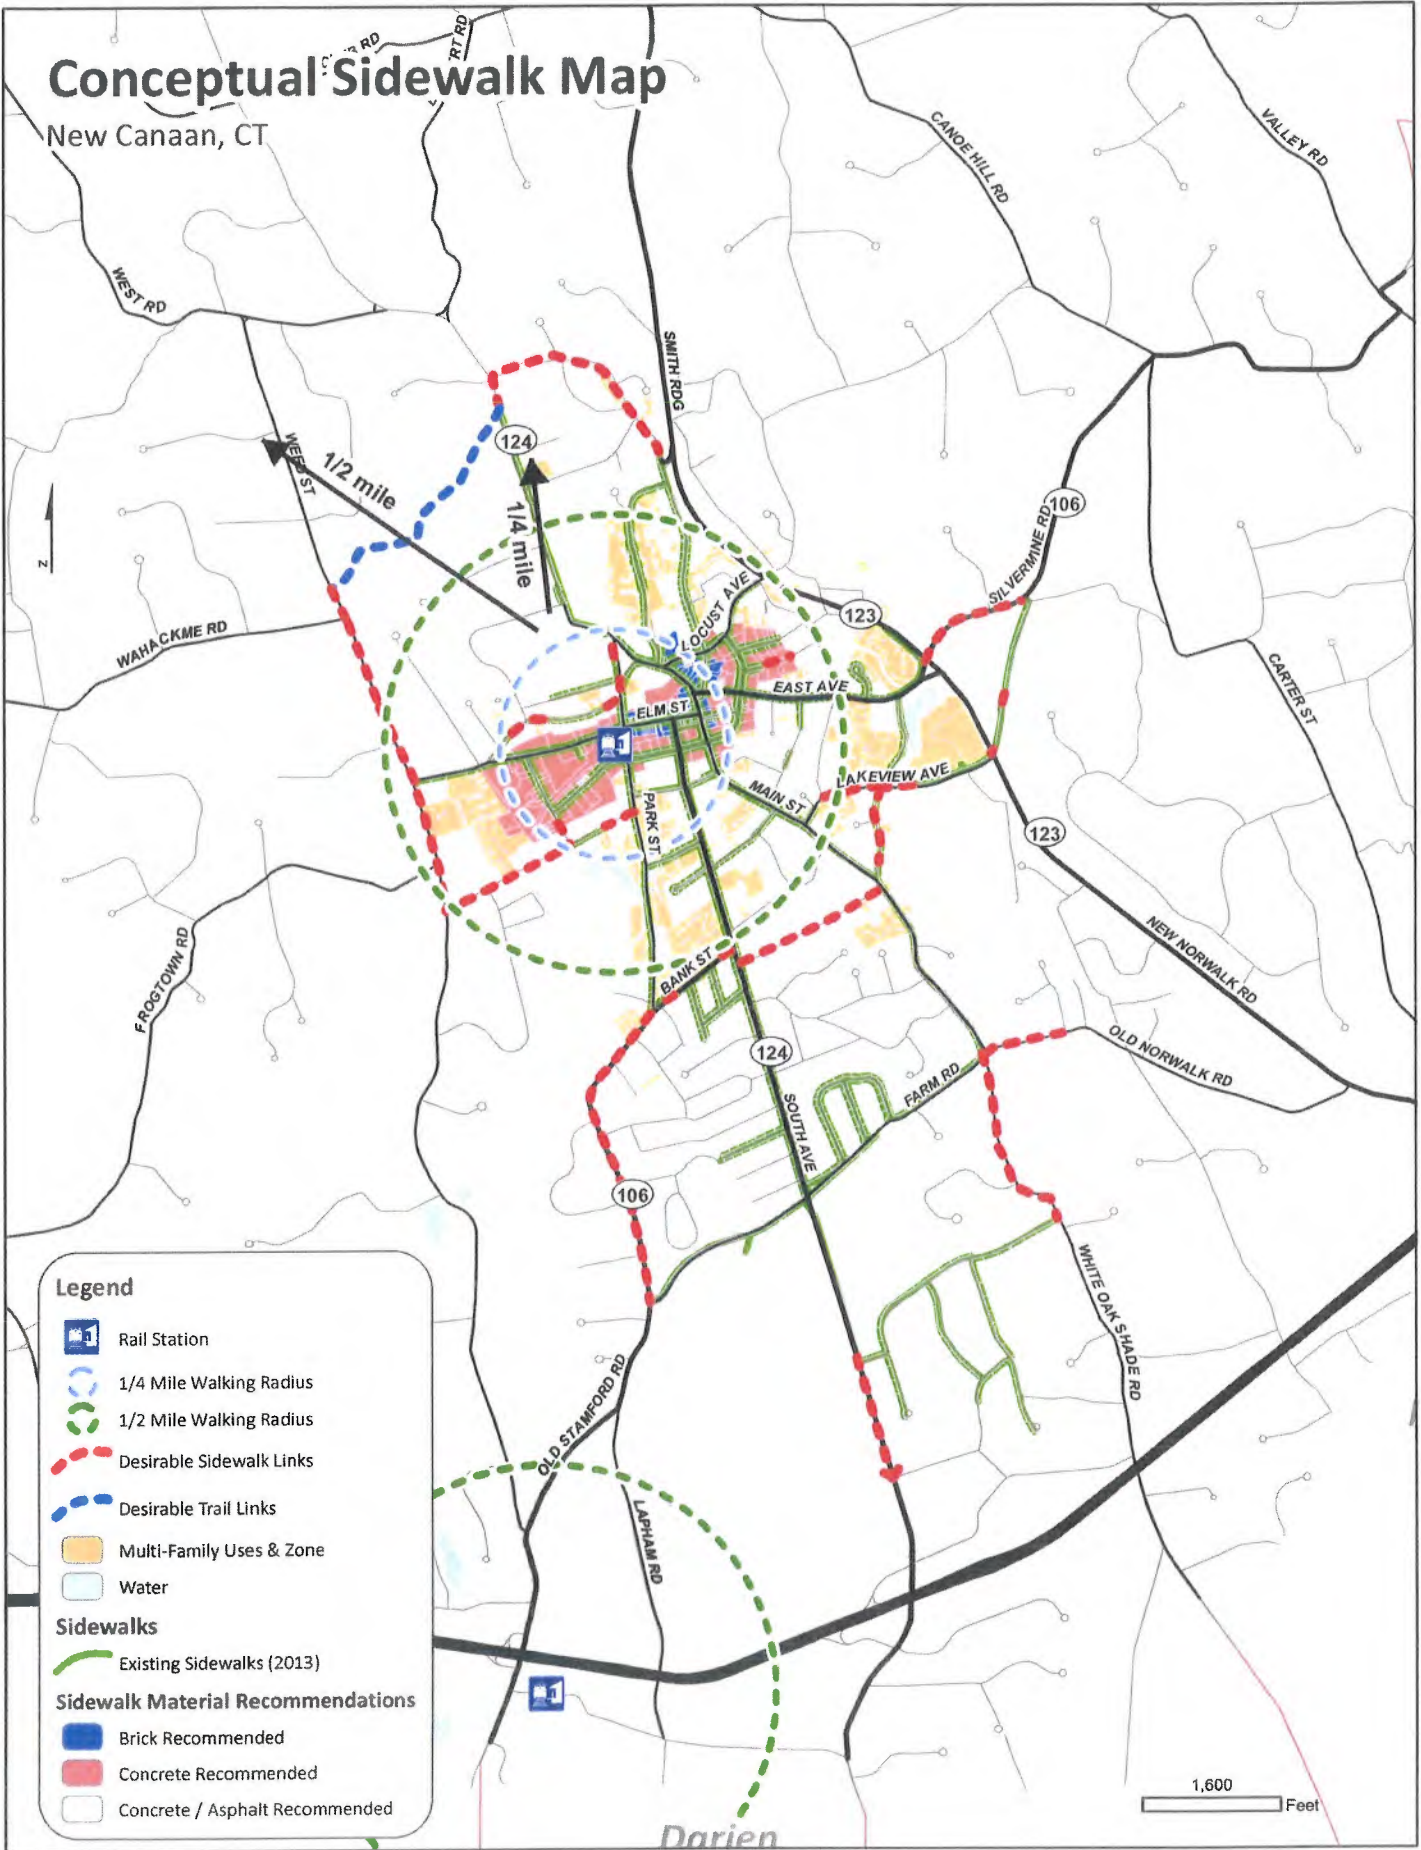 Conceptual Sidewalk Map
New Canaan, CT
RD
RT RD
CANOE HILL RD
VALLEY RD
WEST RD
SMITH RDG
124
WEED ST
1/2 mile
1/4 mile
106
SILVERMINE RD
N
LOCUST AVE
123
WAHACKME RD
CARTER ST
EAST AVE
ELM ST
LAKEVIEW AVE
MAIN ST
PARK ST
123
FROGTOWN RD
NEW NORWALK RD
BANK ST
124
OLD NORWALK RD
FARM RD
SOUTH AVE
106
WHITE OAK SHADE RD
OLD STAMFORD RD
LAPHAM RD
Legend
Rail Station
1/4 Mile Walking Radius
1/2 Mile Walking Radius
Desirable Sidewalk Links
Desirable Trail Links
Multi-Family Uses & Zone
Water
Sidewalks
Existing Sidewalks (2013)
Sidewalk Material Recommendations
Brick Recommended
Concrete Recommended
Concrete / Asphalt Recommended
1,600
Feet
Darien